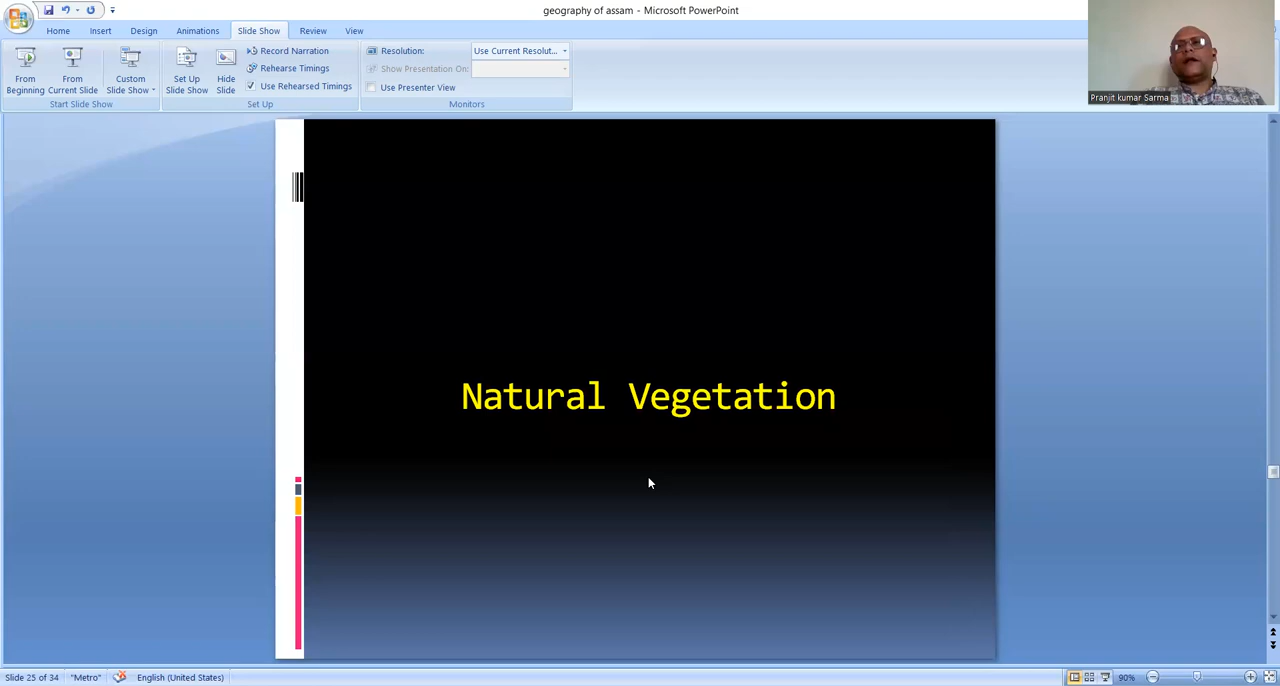 geography of assam - Microsoft PowerPoint
Home Insert Design Animations Slide Show Review View
From Beginning
From Current Slide
Custom Slide Show
Start Slide Show
Set Up Slide Show
Hide Slide
Record Narration
Rehearse Timings
Use Rehearsed Timings
Set Up
Resolution: Use Current Resolut...
Show Presentation On:
Use Presenter View
Monitors
Pranjit kumar Sarma
Natural Vegetation
Slide 25 of 34 "Metro" English (United States) 90%